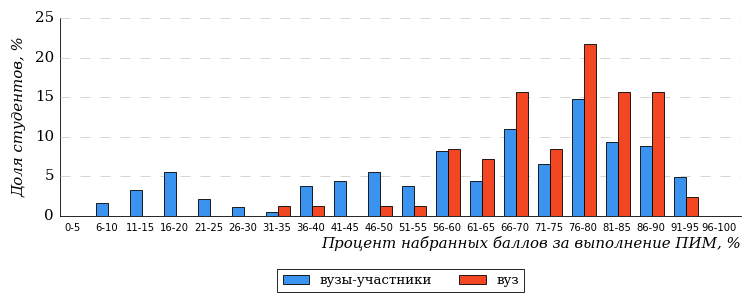 25
20
15
10
5
0
Доля студентов, %
0-5 6-10 11-15 16-20 21-25 26-30 31-35 36-40 41-45 46-50 51-55 56-60 61-65 66-70 71-75 76-80 81-85 86-90 91-95 96-100
Процент набранных баллов за выполнение ПИМ, %
вузы-участники вуз